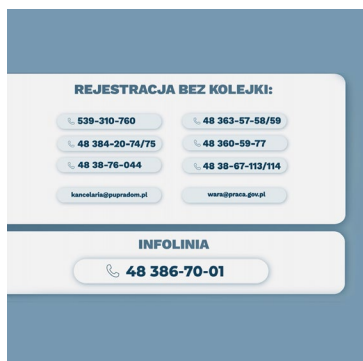 REJESTRACJA BEZ KOLEJKI:
539-310-760
48 363-57-58/59
48 384-20-74/75
48 360-59-77
48 38-76-044
48 38-67-113/114
kancelaria@pupradom.pl
wara@praca.gov.pl
INFOLINIA
48 386-70-01